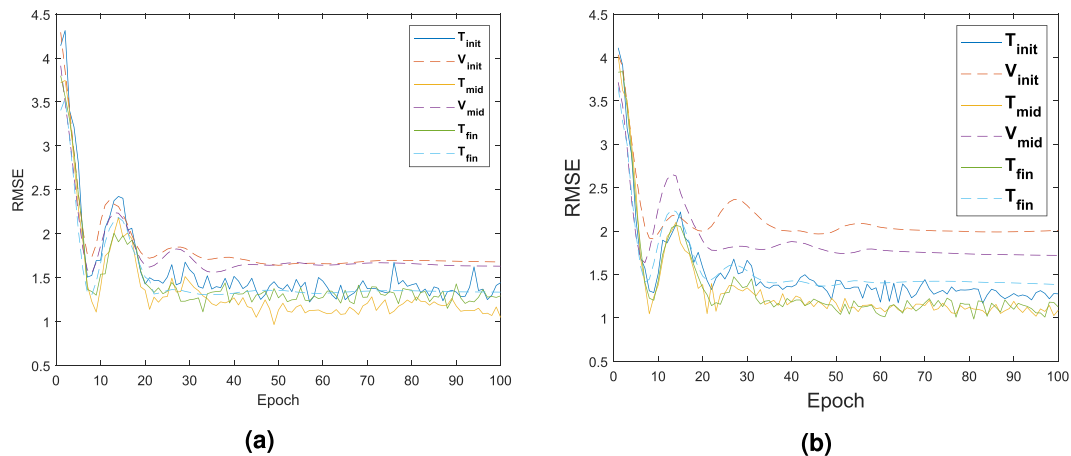 4.5
4
3.5
3
2.5
2
1.5
1
0.5
RMSE
0 10 20 30 40 50 60 70 80 90 100
Epoch
T_init
V_init
T_mid
V_mid
T_fin
T_fin
(a)
4.5
4
3.5
3
2.5
2
1.5
1
0.5
RMSE
0 10 20 30 40 50 60 70 80 90 100
Epoch
T_init
V_init
T_mid
V_mid
T_fin
T_fin
(b)